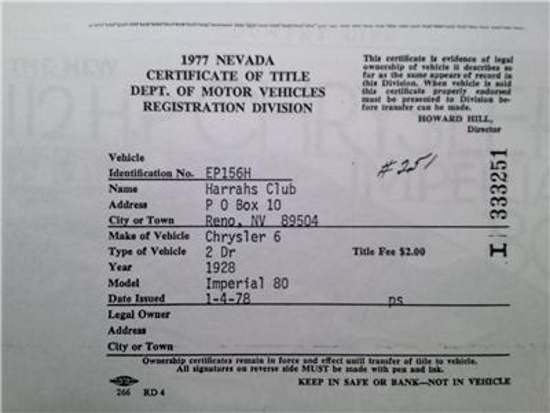 1977 NEVADA
CERTIFICATE OF TITLE
DEPT. OF MOTOR VEHICLES
REGISTRATION DIVISION
This certificate is evidence of legal
ownership of vehicle it describes so
far as the same appears of record in
this Division. When vehicle is sold
this certificate properly endorsed
must be presented to Division be-
fore transfer can be made.
HOWARD HILL,
Director
#251
I 333251
Vehicle
Identification No. EP156H
Name Harrahs Club
Address P O Box 10
City or Town Reno, NV 89504
Make of Vehicle Chrysler 6
Type of Vehicle 2 Dr Title Fee $2.00
Year 1928
Model Imperial 80
Date Issued 1-4-78 ps
Legal Owner
Address
City or Town
Ownership certificates remain in force and effect until transfer of title to vehicle.
All signatures on reverse side MUST be made with pen and ink.
KEEP IN SAFE OR BANK—NOT IN VEHICLE
266 RD 4